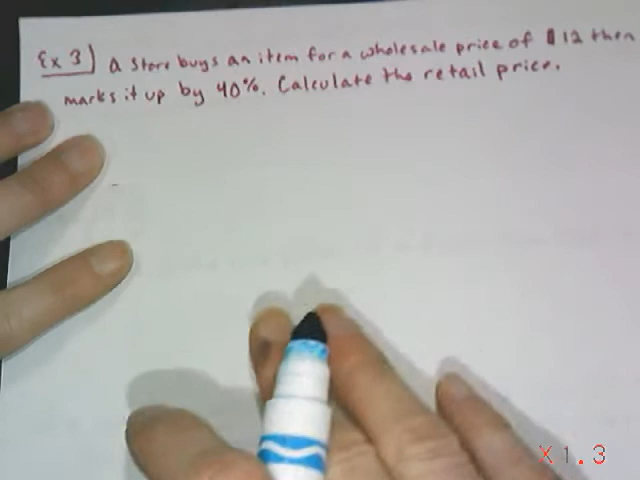 Ex 3) A store buys an item for a wholesale price of $12 then
marks it up by 40%. Calculate the retail price.
X1.3